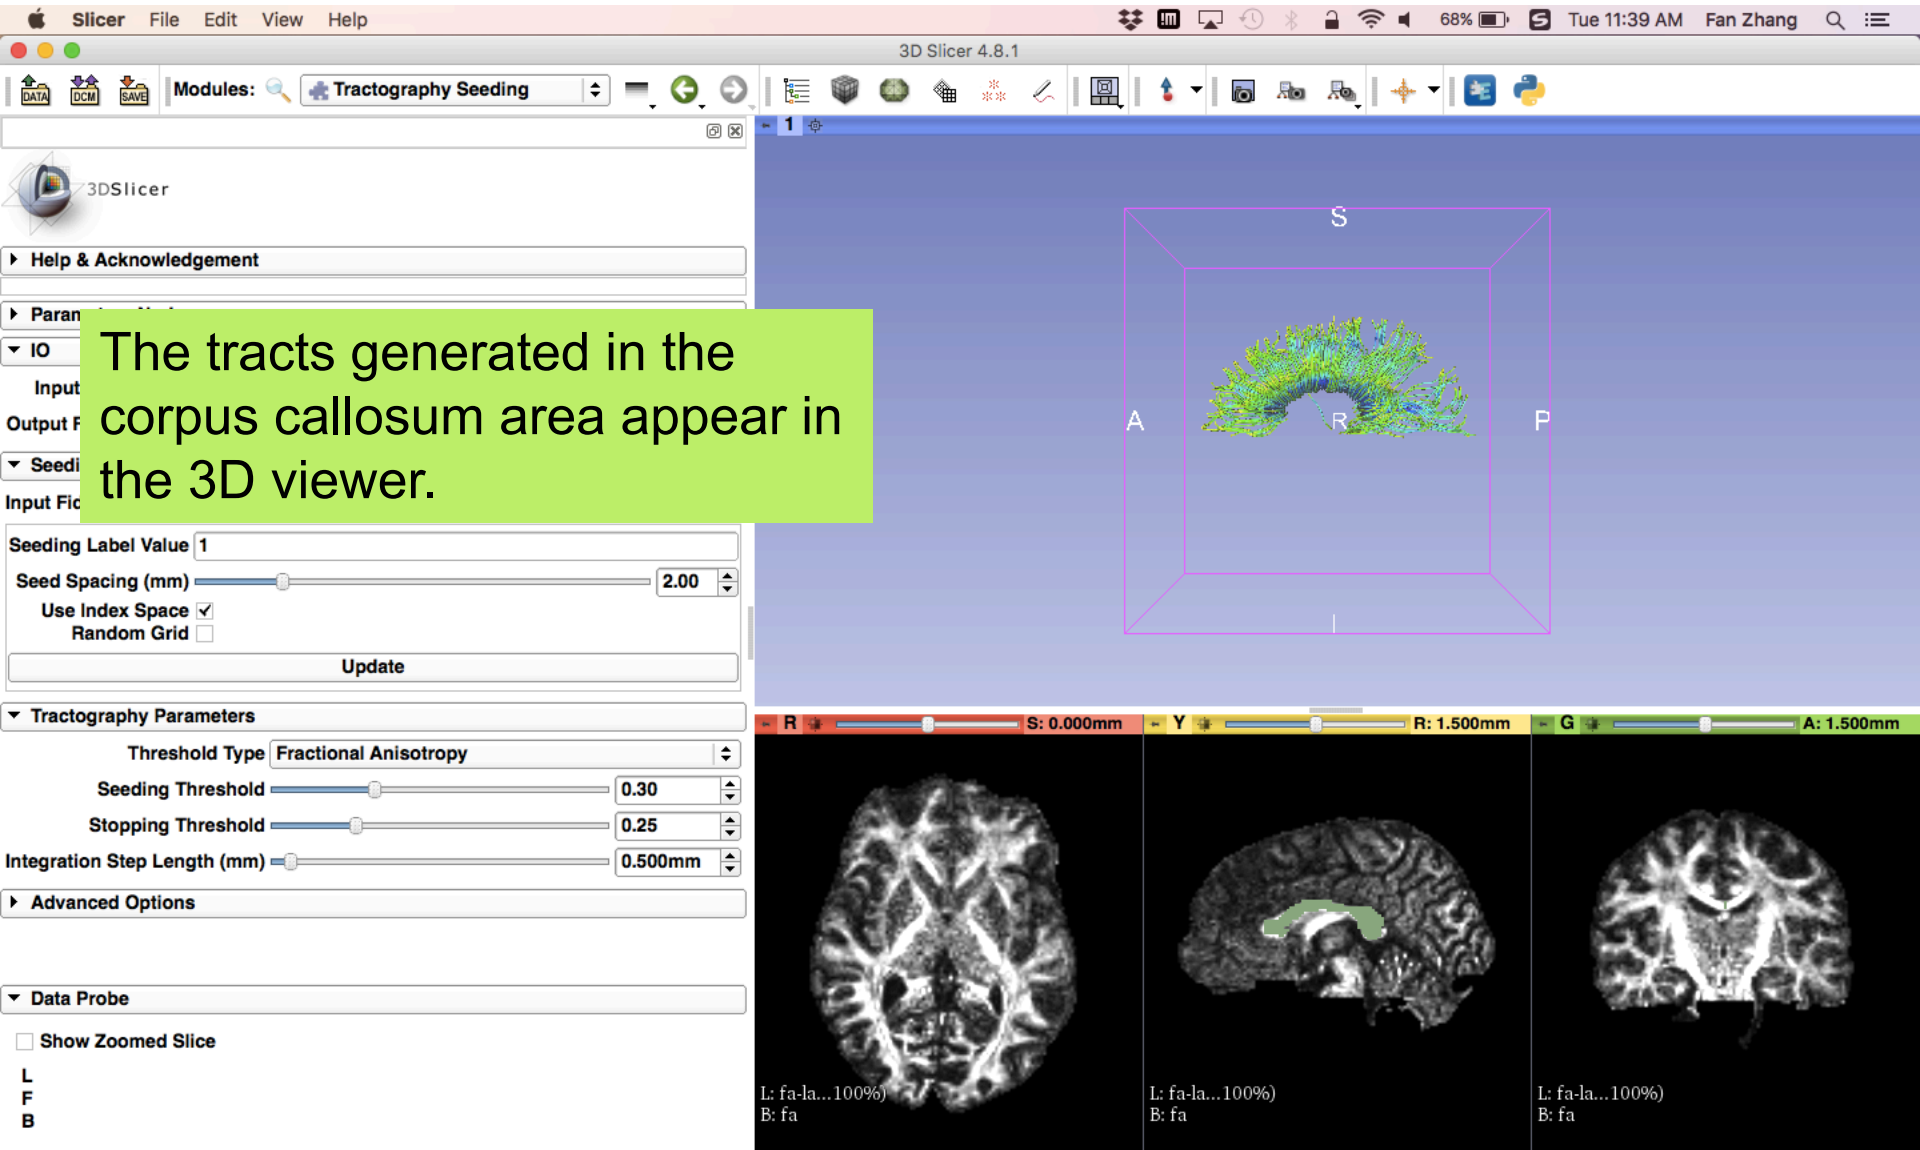 Slicer File Edit View Help
68% Tue 11:39 AM Fan Zhang
3D Slicer 4.8.1
DATA DCM SAVE Modules: Tractography Seeding
1
3DSlicer
Help & Acknowledgement
IO
Input
Output
The tracts generated in the
corpus callosum area appear in
the 3D viewer.
Input
Seeding Label Value 1
Seed Spacing (mm) 2.00
Use Index Space
Random Grid
Update
Tractography Parameters
Threshold Type Fractional Anisotropy
Seeding Threshold 0.30
Stopping Threshold 0.25
Integration Step Length (mm) 0.500mm
Advanced Options
Data Probe
Show Zoomed Slice
L
F
B
S
A R P
I
R S: 0.000mm
Y R: 1.500mm
G A: 1.500mm
L: fa-la...100%)
B: fa
L: fa-la...100%)
B: fa
L: fa-la...100%)
B: fa